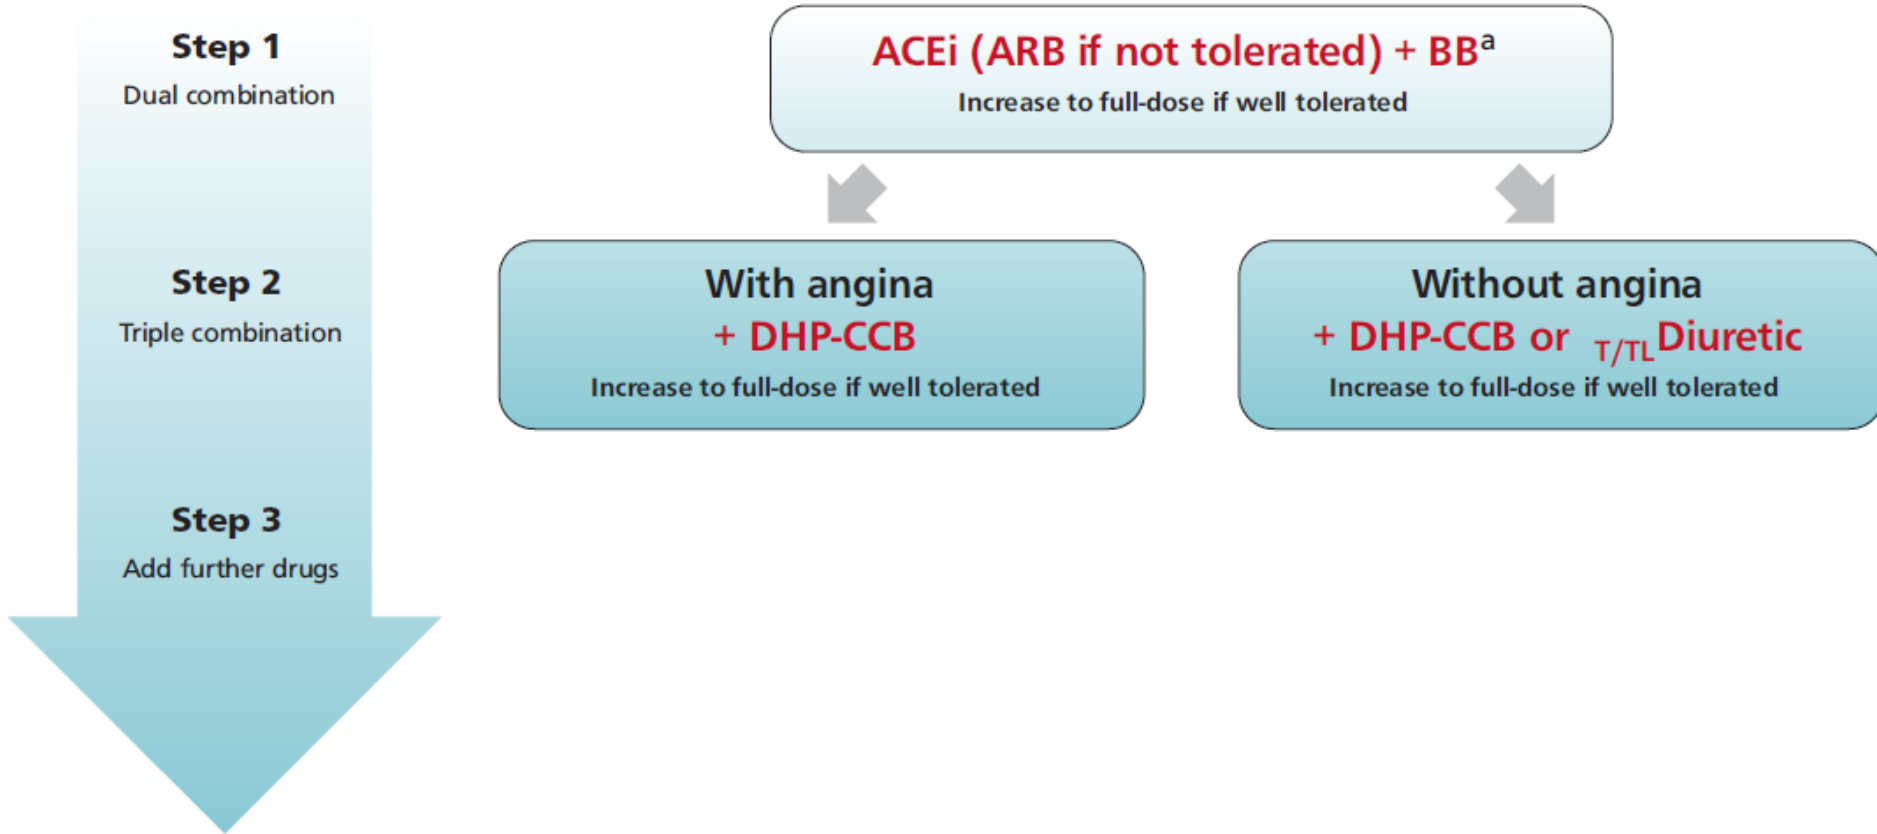 Step 1
Dual combination
ACEi (ARB if not tolerated) + BBᵃ
Increase to full-dose if well tolerated
Step 2
Triple combination
With angina
+ DHP-CCB
Increase to full-dose if well tolerated
Without angina
+ DHP-CCB or T/TLDiuretic
Increase to full-dose if well tolerated
Step 3
Add further drugs